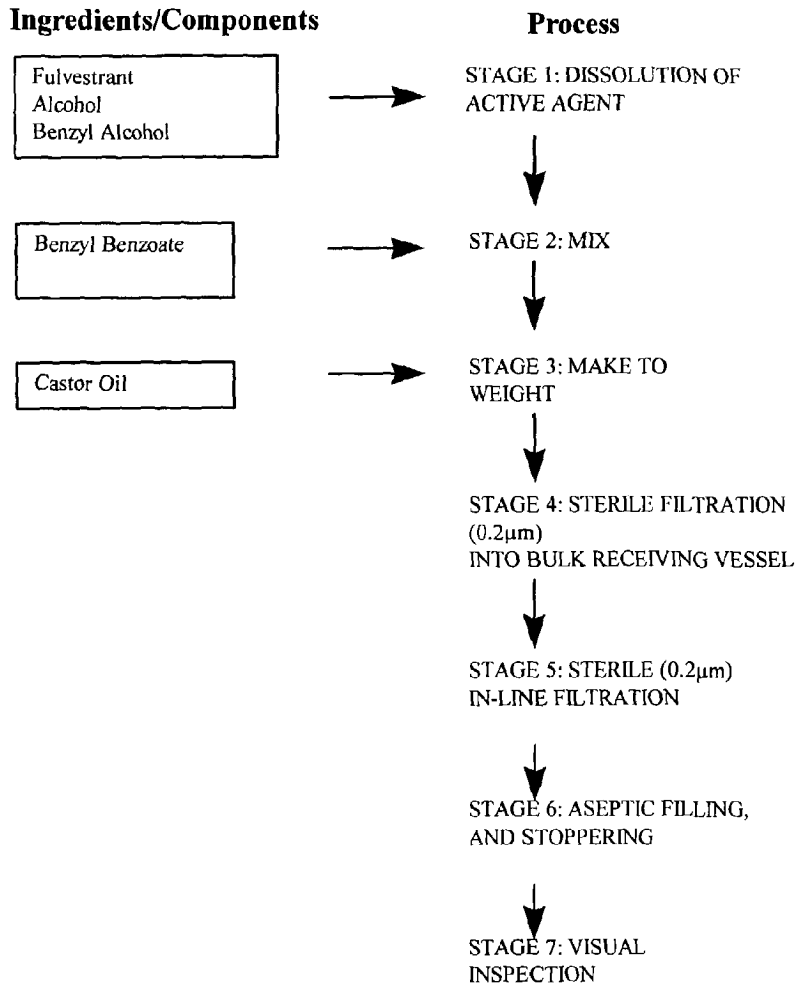 Ingredients/Components
Process
Fulvestrant
Alcohol
Benzyl Alcohol
STAGE 1: DISSOLUTION OF
ACTIVE AGENT
Benzyl Benzoate
STAGE 2: MIX
Castor Oil
STAGE 3: MAKE TO
WEIGHT
STAGE 4: STERILE FILTRATION
(0.2µm)
INTO BULK RECEIVING VESSEL
STAGE 5: STERILE (0.2µm)
IN-LINE FILTRATION
STAGE 6: ASEPTIC FILLING,
AND STOPPERING
STAGE 7: VISUAL
INSPECTION